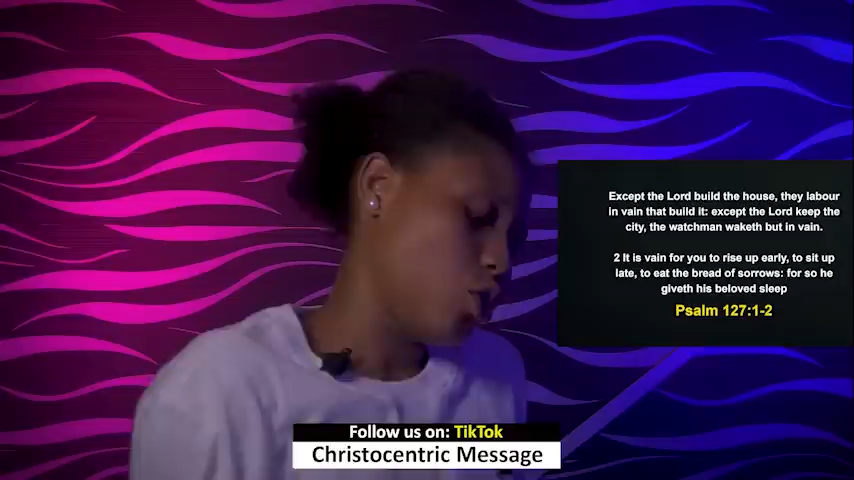 Except the Lord build the house, they labour
in vain that build it: except the Lord keep the
city, the watchman waketh but in vain.
2 It is vain for you to rise up early, to sit up
late, to eat the bread of sorrows: for so he
giveth his beloved sleep
Psalm 127:1-2
Follow us on: TikTok
Christocentric Message